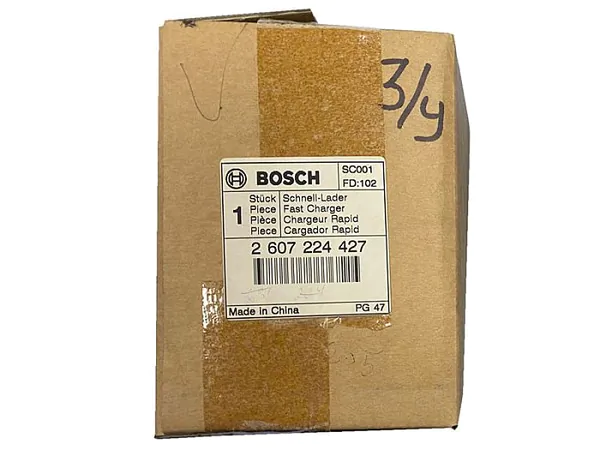 3/y
BOSCH
SC001
FD:102
1
Stück Schnell-Lader
Piece Fast Charger
Pièce Chargeur Rapid
Piece Cargador Rapid
2 607 224 427
Made in China
PG 47